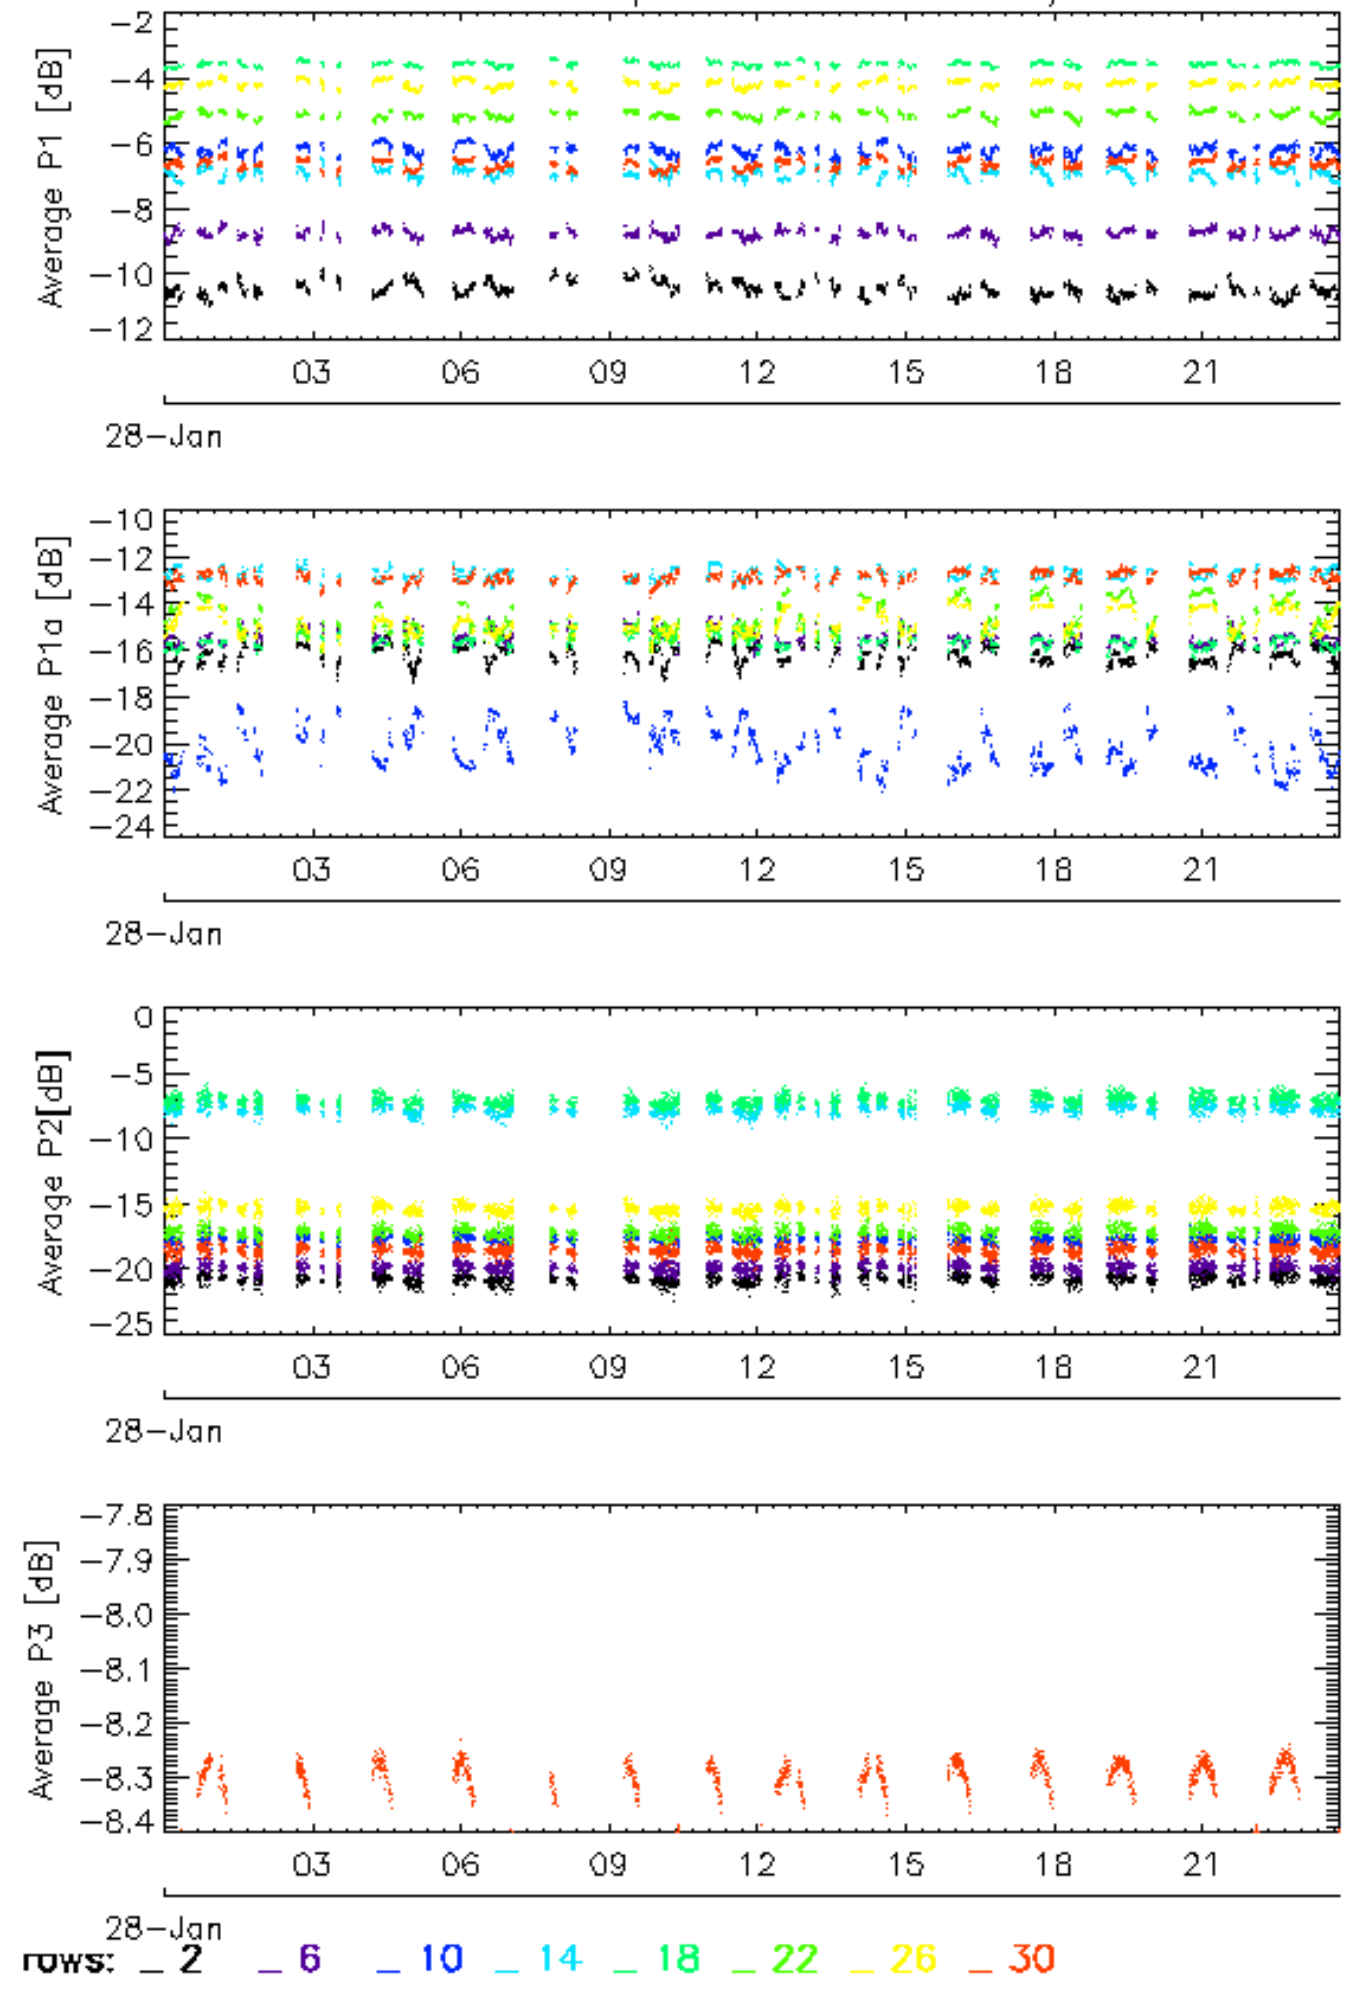 -2
-4
-6
-8
-10
-12
Average P1 [dB]
03 06 09 12 15 18 21
28-Jan
-10
-12
-14
-16
-18
-20
-22
-24
Average P1a [dB]
03 06 09 12 15 18 21
28-Jan
0
-5
-10
-15
-20
-25
Average P2[dB]
03 06 09 12 15 18 21
28-Jan
-7.8
-7.9
-8.0
-8.1
-8.2
-8.3
-8.4
Average P3 [dB]
03 06 09 12 15 18 21
28-Jan
rows: _ 2 _ 6 _ 10 _ 14 _ 18 _ 22 _ 26 _ 30